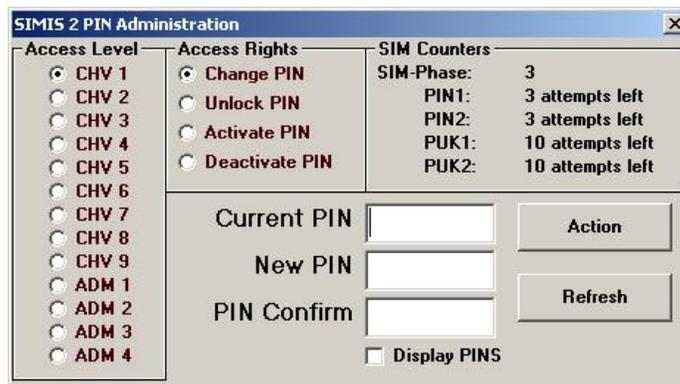 SIMIS 2 PIN Administration
Access Level
CHV 1
CHV 2
CHV 3
CHV 4
CHV 5
CHV 6
CHV 7
CHV 8
CHV 9
ADM 1
ADM 2
ADM 3
ADM 4
Access Rights
Change PIN
Unlock PIN
Activate PIN
Deactivate PIN
SIM Counters
SIM-Phase: 3
PIN1: 3 attempts left
PIN2: 3 attempts left
PUK1: 10 attempts left
PUK2: 10 attempts left
Current PIN
New PIN
PIN Confirm
Display PINS
Action
Refresh